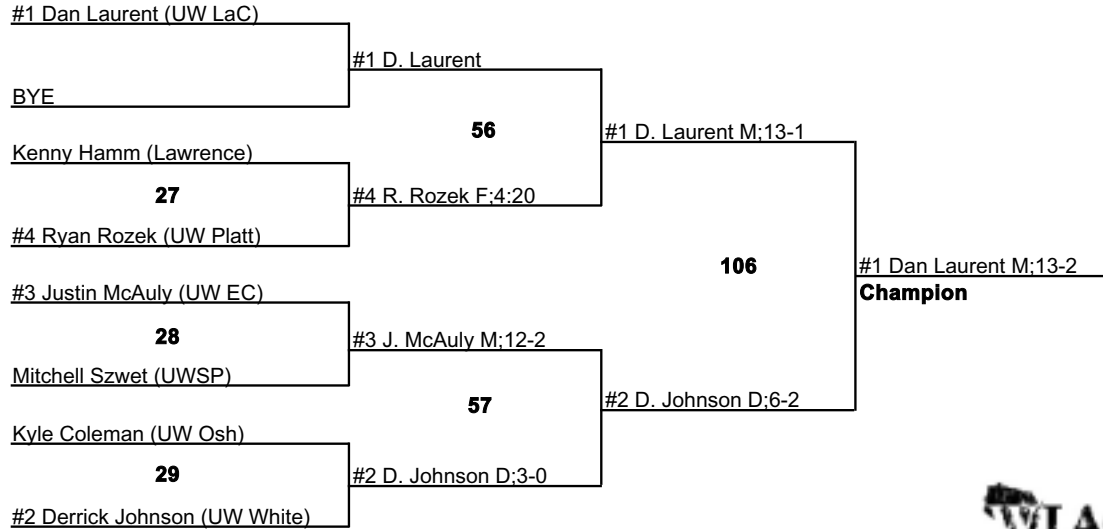 #1 Dan Laurent (UW LaC)
#1 D. Laurent
BYE
56
#1 D. Laurent M;13-1
Kenny Hamm (Lawrence)
27
#4 R. Rozek F;4:20
#4 Ryan Rozek (UW Platt)
106
#1 Dan Laurent M;13-2
Champion
#3 Justin McAuly (UW EC)
28
#3 J. McAuly M;12-2
Mitchell Szwet (UWSP)
57
#2 D. Johnson D;6-2
Kyle Coleman (UW Osh)
29
#2 D. Johnson D;3-0
#2 Derrick Johnson (UW White)